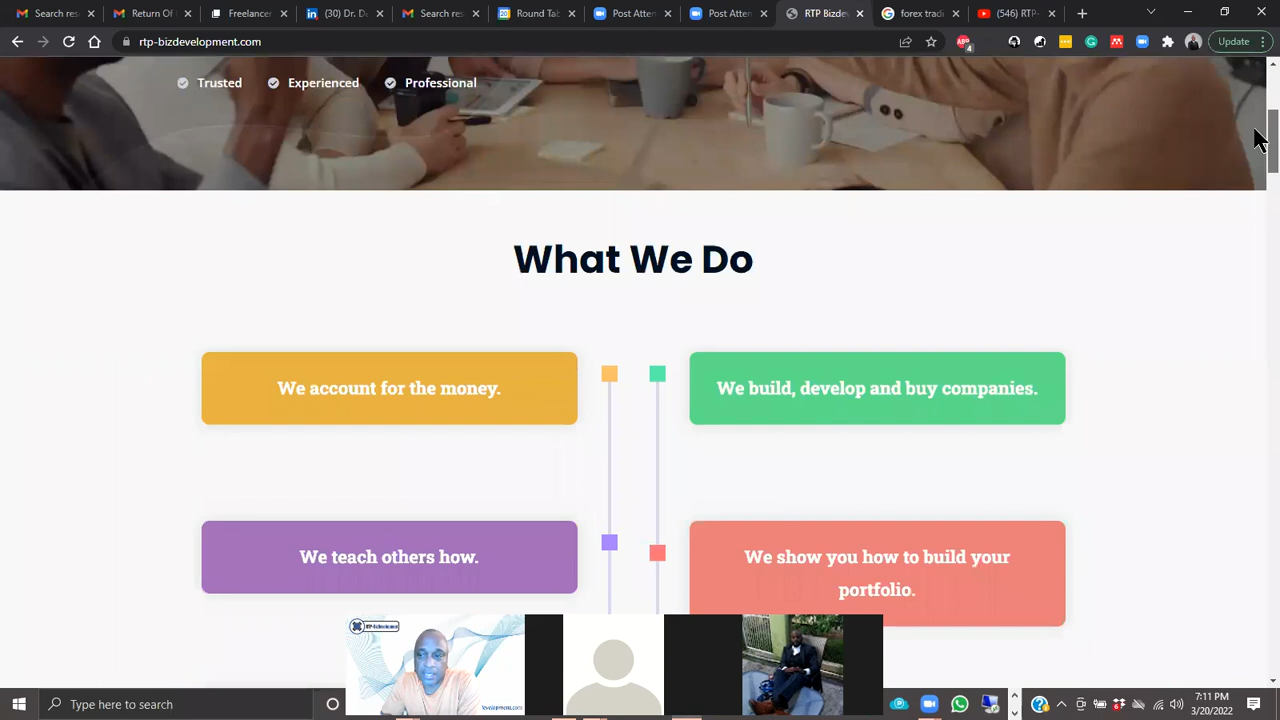 Search res
Return Of
Freelancer
(30) Dr. De
Search res
Round Tab
Post Atten
Post Atten
RTP Bizdev
forex tradi
(546) RTP-
rtp-bizdevelopment.com
Update
Trusted
Experienced
Professional
What We Do
We account for the money.
We build, develop and buy companies.
We teach others how.
We show you how to build your
portfolio.
Type here to search
7:11 PM
7/20/2022